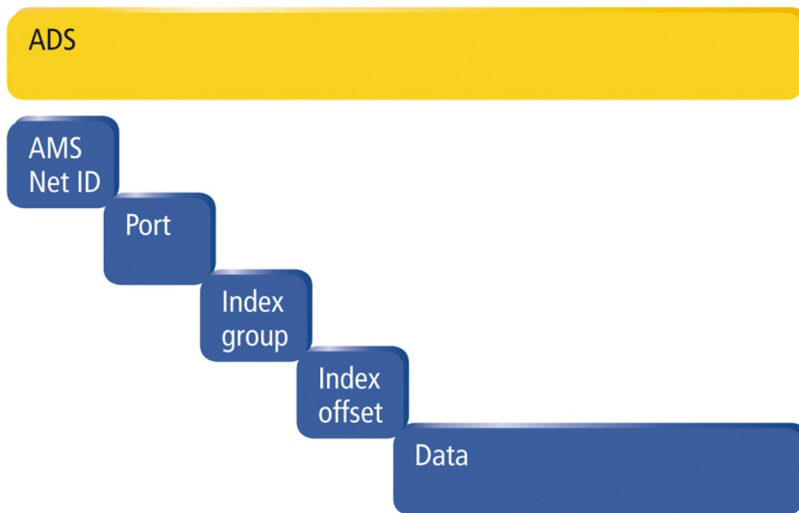 ADS
AMS
Net ID
Port
Index
group
Index
offset
Data